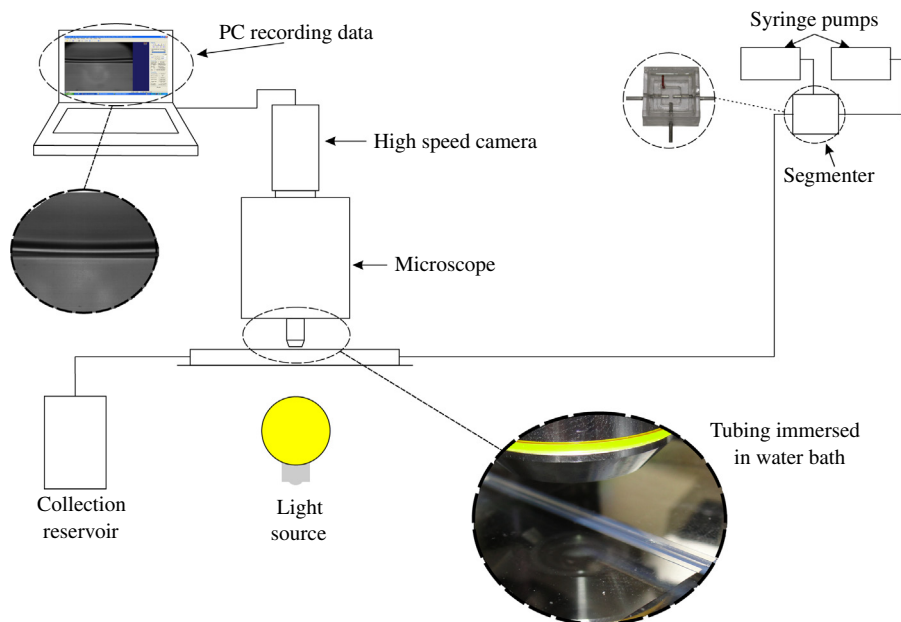 Syringe pumps
PC recording data
High speed camera
Segmenter
Microscope
Tubing immersed
in water bath
Collection
reservoir
Light
source